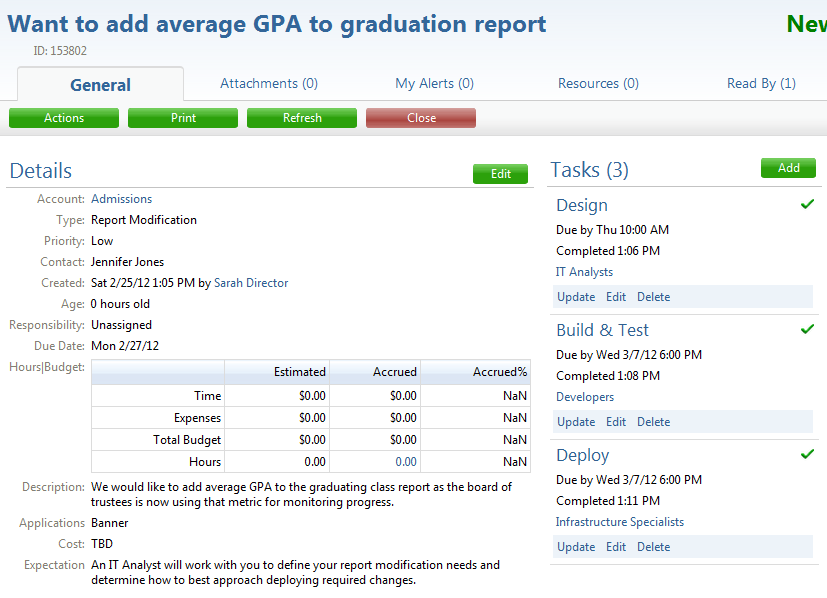 Want to add average GPA to graduation report
New
ID: 153802
General Attachments (0) My Alerts (0) Resources (0) Read By (1)
Actions Print Refresh Close
Details Edit
Account: Admissions
Type: Report Modification
Priority: Low
Contact: Jennifer Jones
Created: Sat 2/25/12 1:05 PM by Sarah Director
Age: 0 hours old
Responsibility: Unassigned
Due Date: Mon 2/27/12
Hours|Budget:
Estimated Accrued Accrued%
Time $0.00 $0.00 NaN
Expenses $0.00 $0.00 NaN
Total Budget $0.00 $0.00 NaN
Hours 0.00 0.00 NaN
Description: We would like to add average GPA to the graduating class report as the board of
trustees is now using that metric for monitoring progress.
Applications Banner
Cost: TBD
Expectation An IT Analyst will work with you to define your report modification needs and
determine how to best approach deploying required changes.
Tasks (3) Add
Design
Due by Thu 10:00 AM
Completed 1:06 PM
IT Analysts
Update Edit Delete
Build & Test
Due by Wed 3/7/12 6:00 PM
Completed 1:08 PM
Developers
Update Edit Delete
Deploy
Due by Wed 3/7/12 6:00 PM
Completed 1:11 PM
Infrastructure Specialists
Update Edit Delete